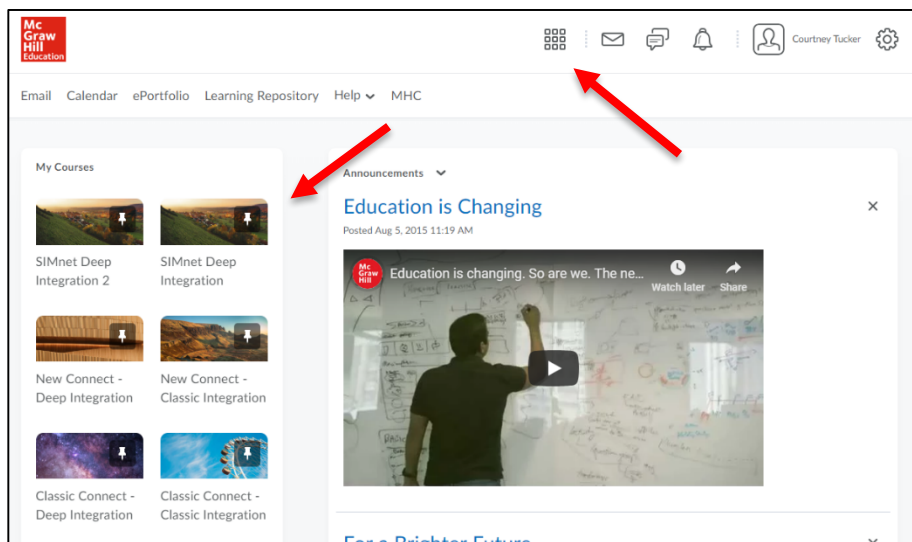 Mc
Graw
Hill
Education
Courtney Tucker
Email Calendar ePortfolio Learning Repository Help MHC
My Courses
SIMnet Deep
Integration 2
SIMnet Deep
Integration
New Connect -
Deep Integration
New Connect -
Classic Integration
Classic Connect -
Deep Integration
Classic Connect -
Classic Integration
Announcements
Education is Changing
Posted Aug 5, 2015 11:19 AM
Mc
Graw
Hill
Education is changing. So are we. The ne...
Watch later
Share
For a Brighter Future